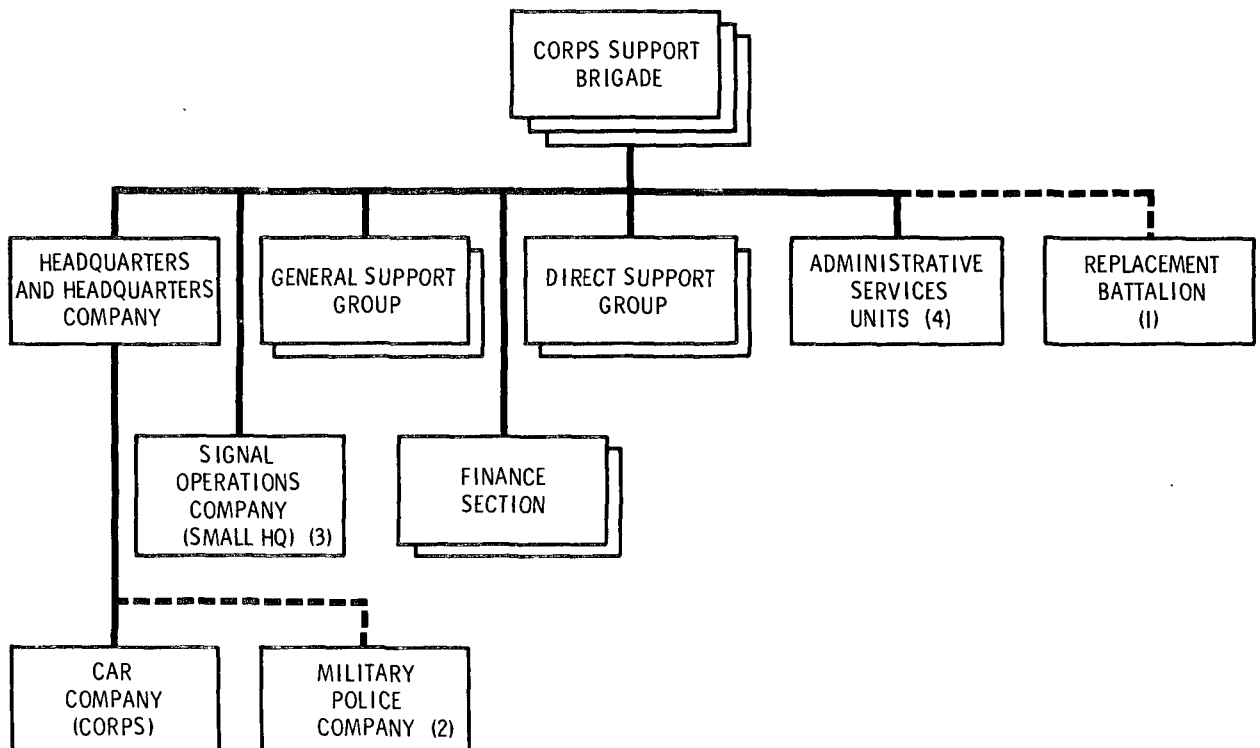 CORPS SUPPORT
BRIGADE
HEADQUARTERS
AND HEADQUARTERS
COMPANY
GENERAL SUPPORT
GROUP
DIRECT SUPPORT
GROUP
ADMINISTRATIVE
SERVICES
UNITS (4)
REPLACEMENT
BATTALION
(1)
SIGNAL
OPERATIONS
COMPANY
(SMALL HQ) (3)
FINANCE
SECTION
CAR
COMPANY
(CORPS)
MILITARY
POLICE
COMPANY (2)